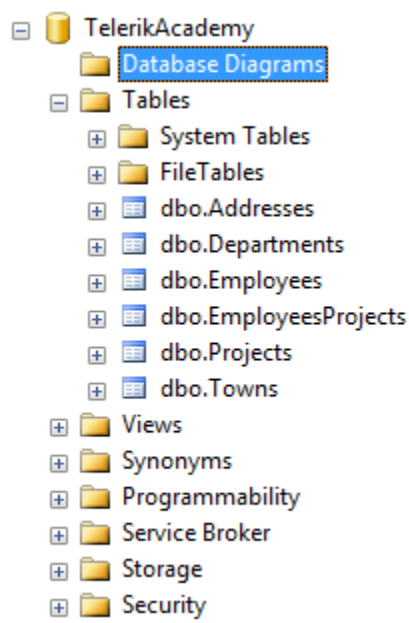 TelerikAcademy
Database Diagrams
Tables
System Tables
FileTables
dbo.Addresses
dbo.Departments
dbo.Employees
dbo.EmployeesProjects
dbo.Projects
dbo.Towns
Views
Synonyms
Programmability
Service Broker
Storage
Security